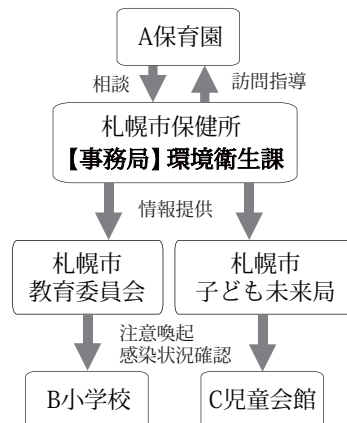 A保育園
相談
訪問指導
札幌市保健所
【事務局】環境衛生課
情報提供
札幌市
教育委員会
札幌市
子ども未来局
注意喚起
感染状況確認
B小学校
C児童会館